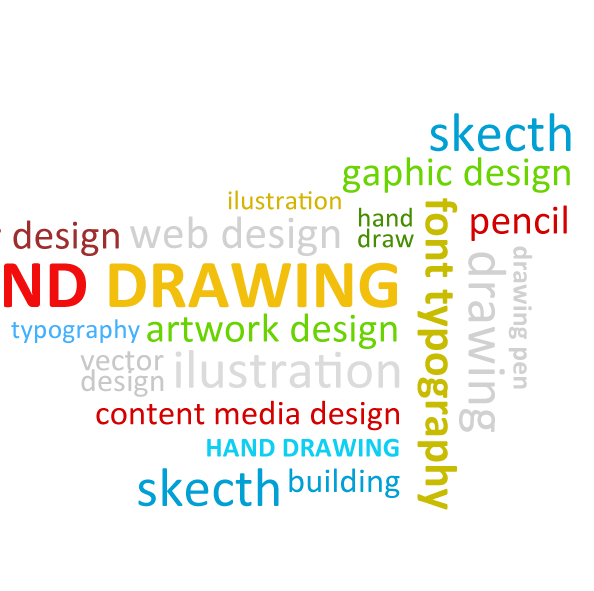 skecth
gaphic design
ilustration
hand
draw
pencil
design
web design
ND DRAWING
font typography
drawing
drawing pen
typography
artwork design
vector
design
illustration
content media design
HAND DRAWING
skecth
building